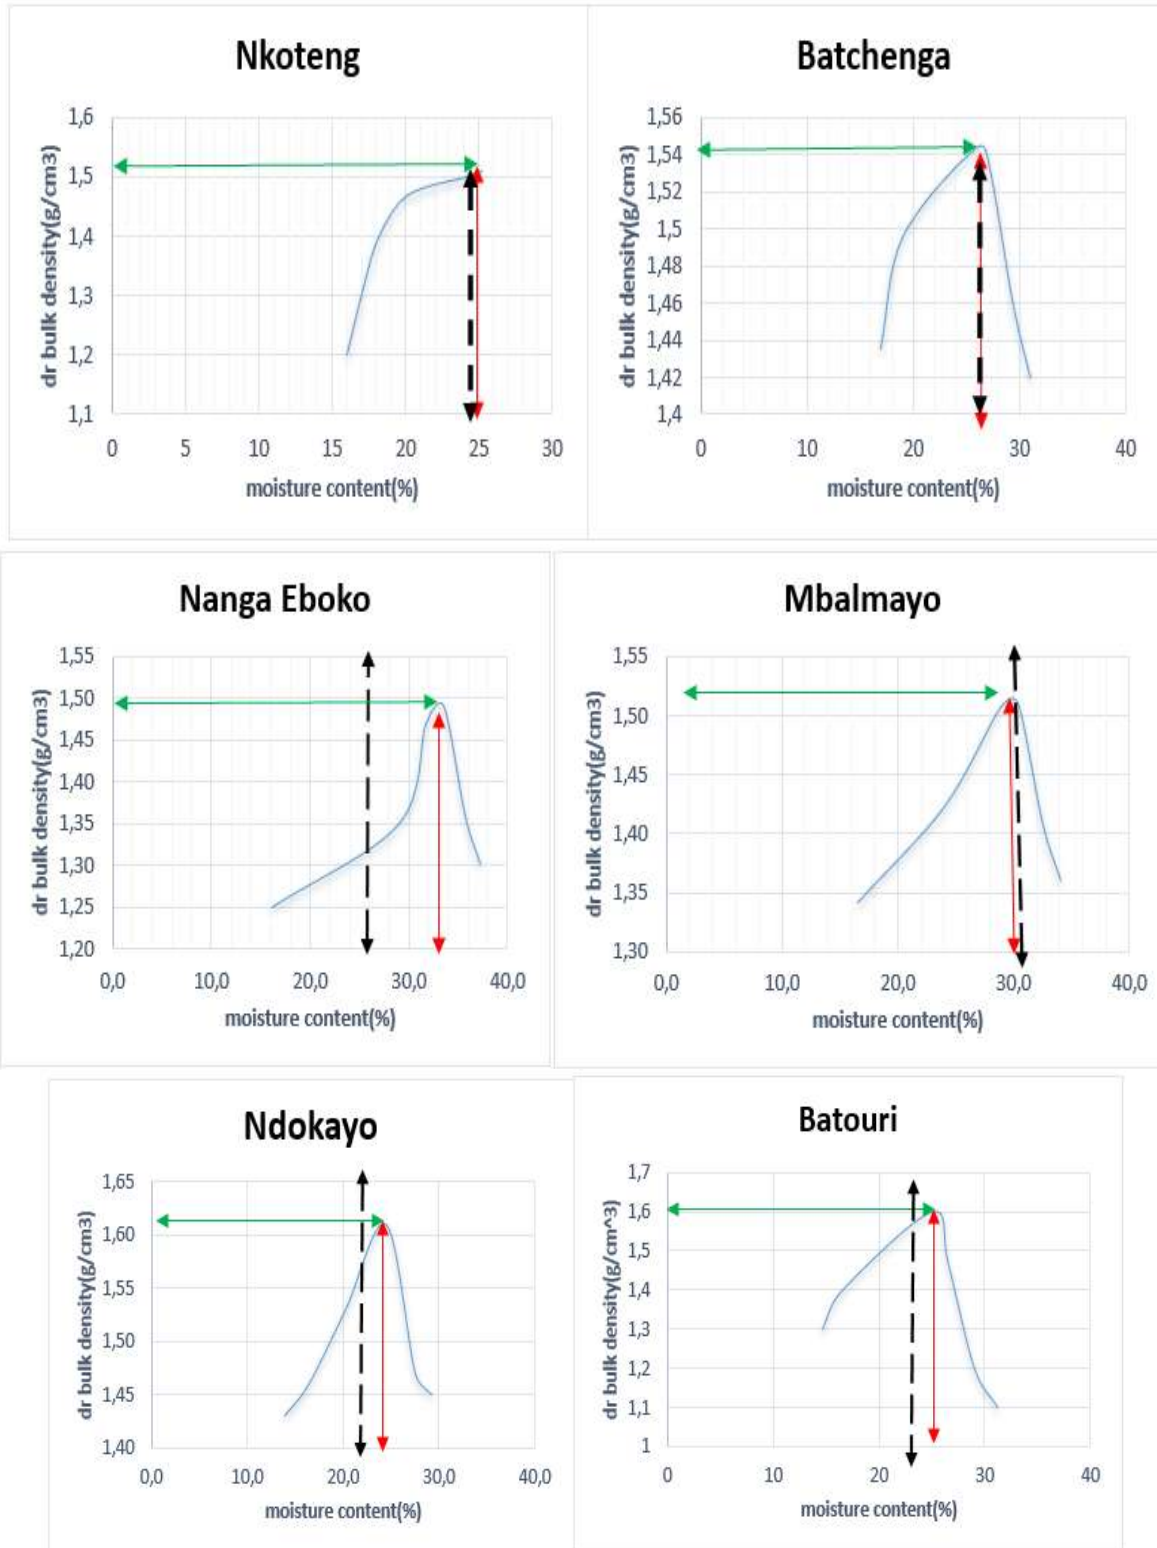 Nkoteng
dr bulk density(g/cm3)
1,6
1,5
1,4
1,3
1,2
1,1
0 5 10 15 20 25 30
moisture content(%)
Batchenga
dr bulk density(g/cm3)
1,56
1,54
1,52
1,5
1,48
1,46
1,44
1,42
1,4
0 10 20 30 40
moisture content(%)
Nanga Eboko
dr bulk density(g/cm3)
1,55
1,50
1,45
1,40
1,35
1,30
1,25
1,20
0,0 10,0 20,0 30,0 40,0
moisture content(%)
Mbalmayo
dr bulk density(g/cm3)
1,55
1,50
1,45
1,40
1,35
1,30
0,0 10,0 20,0 30,0 40,0
moisture content(%)
Ndokayo
dr bulk density(g/cm3)
1,65
1,60
1,55
1,50
1,45
1,40
0,0 10,0 20,0 30,0 40,0
moisture content(%)
Batouri
dr bulk density(g/cm^3)
1,7
1,6
1,5
1,4
1,3
1,2
1,1
1
0 10 20 30 40
moisture content(%)